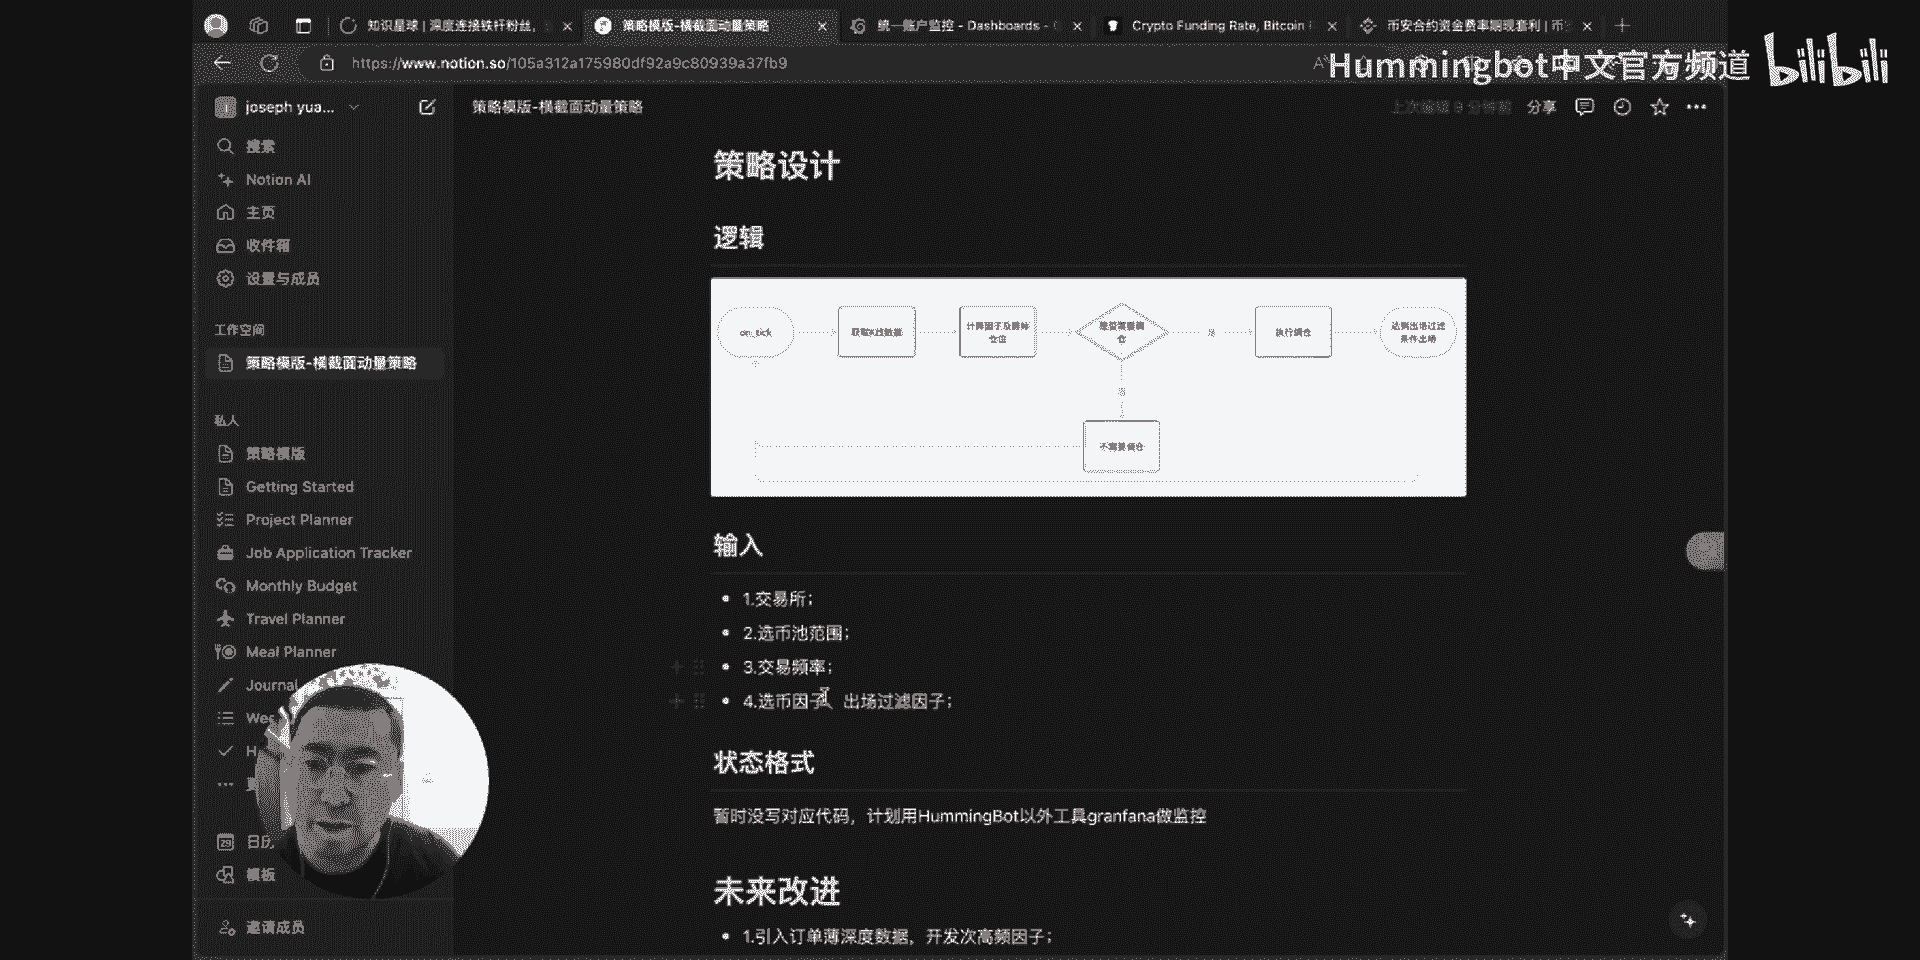 知识星球 | 深度连接铁杆粉丝,
策略模版-横截面动量策略
统一账户监控 - Dashboards -
Crypto Funding Rate, Bitcoin
币安合约资金费率期现套利 | 币
https://www.notion.so/105a312a175980df92a9c80939a37fb9
Hummingbot中文官方频道 bilibili
joseph yua...
策略模版-横截面动量策略
分享
搜索
Notion AI
主页
收件箱
设置与成员
工作空间
策略模版-横截面动量策略
私人
策略模版
Getting Started
Project Planner
Job Application Tracker
Monthly Budget
Travel Planner
Meal Planner
Journal
日历
模板
邀请成员
策略设计
逻辑
on_tick
获取K线数据
计算因子及目标
仓位
是
执行调仓
达到出场过滤
条件出场
否
不需要调仓
输入
• 1.交易所;
• 2.选币池范围;
• 3.交易频率;
• 4.选币因子、出场过滤因子;
状态格式
暂时没写对应代码，计划用HummingBot以外工具granfana做监控
未来改进
• 1.引入订单薄深度数据，开发次高频因子;